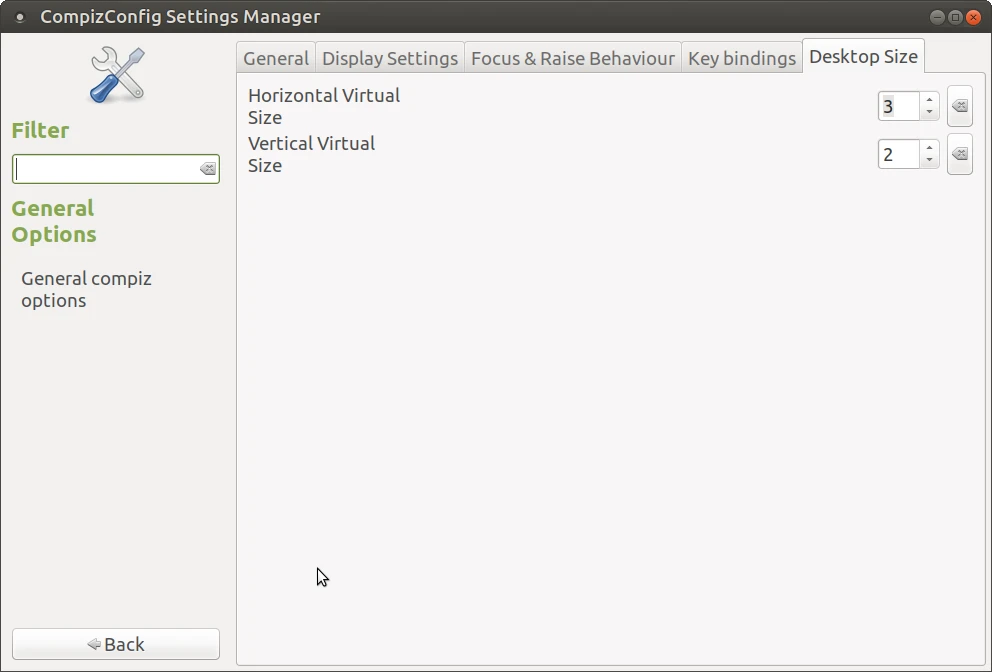 CompizConfig Settings Manager
General
Display Settings
Focus & Raise Behaviour
Key bindings
Desktop Size
Filter
General
Options
General compiz
options
Back
Horizontal Virtual
Size
3
Vertical Virtual
Size
2